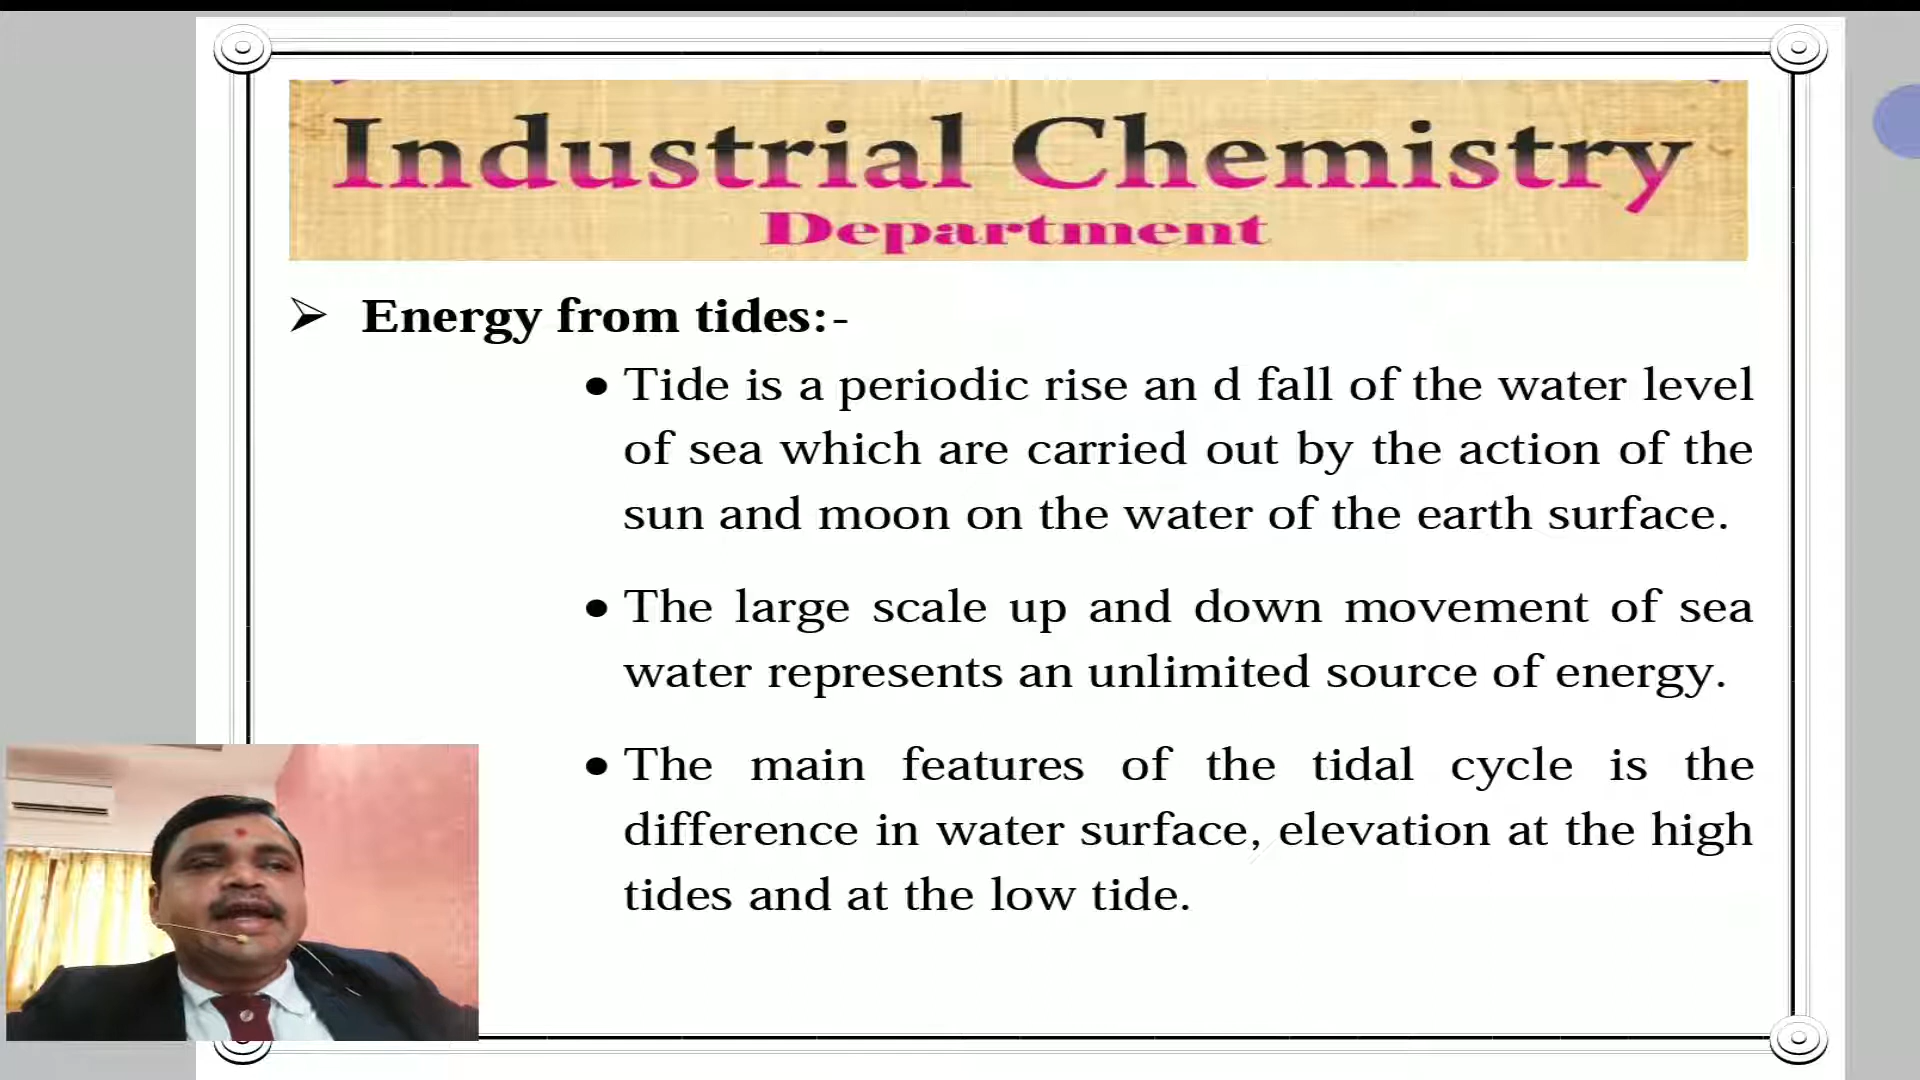 Industrial Chemistry
Department
➢ Energy from tides:-
• Tide is a periodic rise an d fall of the water level
of sea which are carried out by the action of the
sun and moon on the water of the earth surface.
• The large scale up and down movement of sea
water represents an unlimited source of energy.
• The main features of the tidal cycle is the
difference in water surface, elevation at the high
tides and at the low tide.